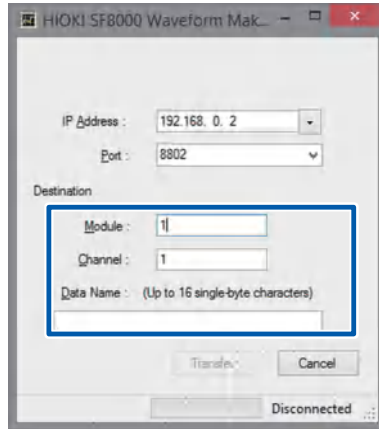 HIOKI SF8000 Waveform Mak...
IP Address : 192.168. 0. 2
Port : 8802
Destination
Module : 1
Channel : 1
Data Name : (Up to 16 single-byte characters)
Transfer Cancel
Disconnected